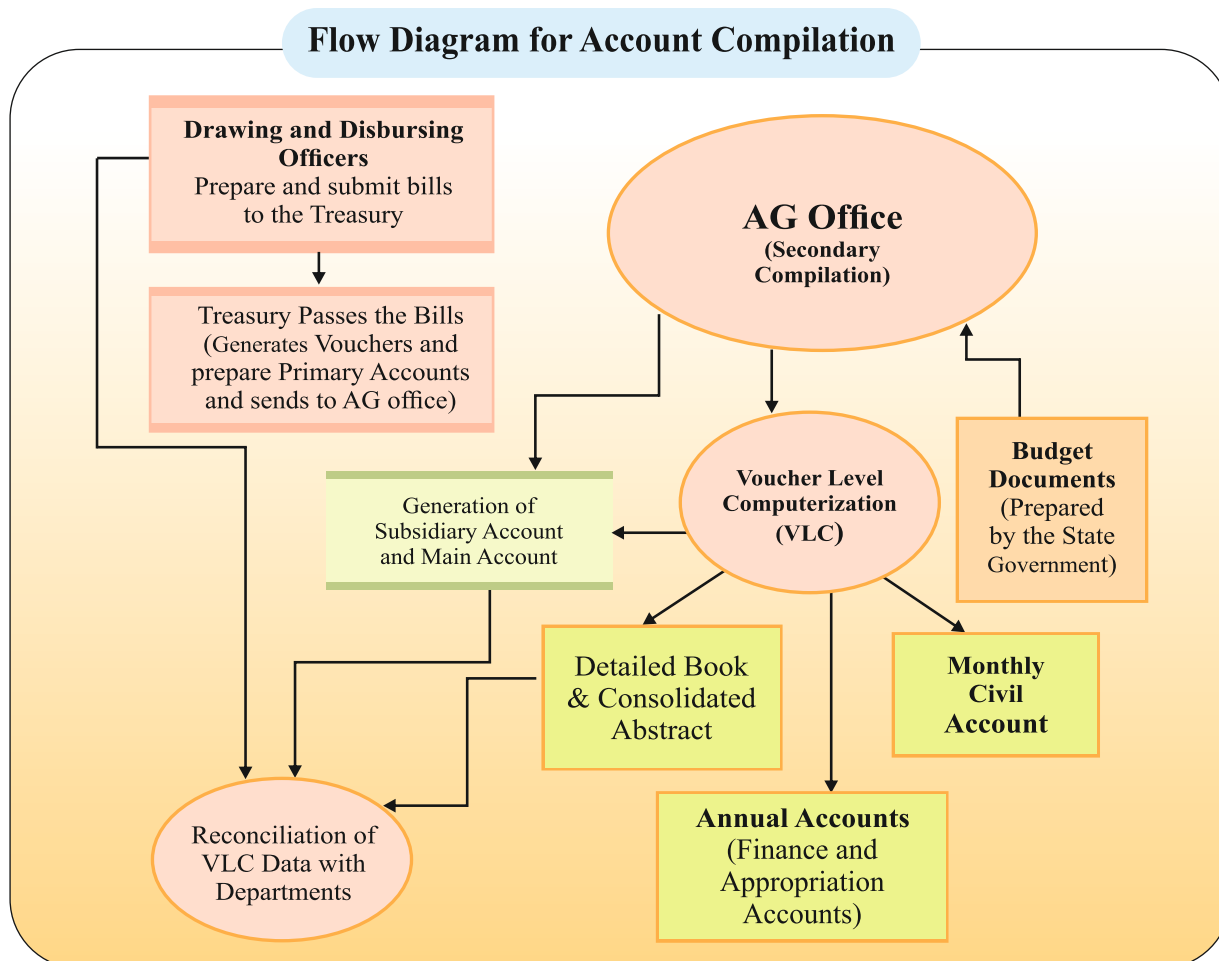 Flow Diagram for Account Compilation
Drawing and Disbursing
Officers
Prepare and submit bills
to the Treasury
AG Office
(Secondary
Compilation)
Treasury Passes the Bills
(Generates Vouchers and
prepare Primary Accounts
and sends to AG office)
Generation of
Subsidiary Account
and Main Account
Voucher Level
Computerization
(VLC)
Budget
Documents
(Prepared
by the State
Government)
Detailed Book
& Consolidated
Abstract
Monthly
Civil
Account
Reconciliation of
VLC Data with
Departments
Annual Accounts
(Finance and
Appropriation
Accounts)